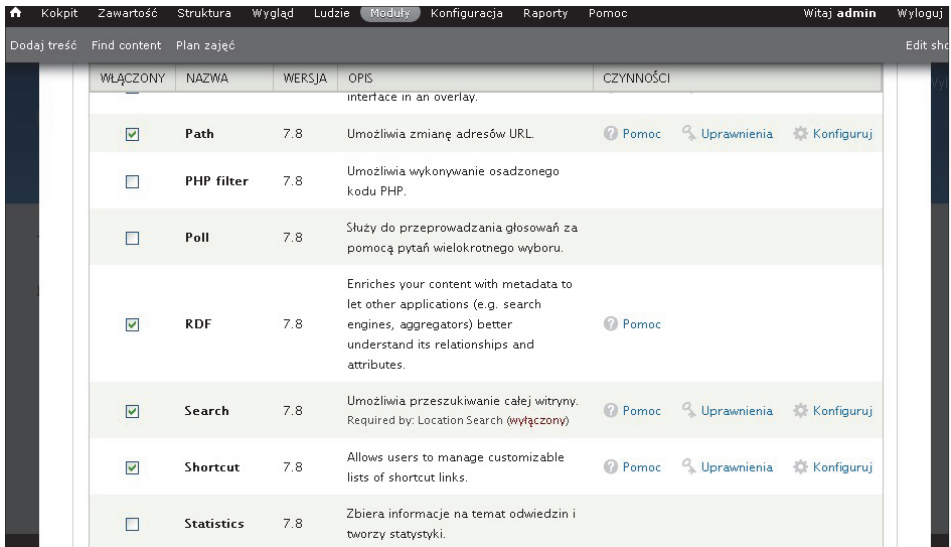 Kokpit Zawartość Struktura Wygląd Ludzie Moduły Konfiguracja Raporty Pomoc Witaj admin Wyloguj
Dodaj treść Find content Plan zajęć Edit sho
WŁĄCZONY NAZWA WERSJA OPIS CZYNNOŚCI
interface in an overlay.
Path 7.8 Umożliwia zmianę adresów URL. Pomoc Uprawnienia Konfiguruj
PHP filter 7.8 Umożliwia wykonywanie osadzonego
kodu PHP.
Poll 7.8 Służy do przeprowadzania głosowań za
pomocą pytań wielokrotnego wyboru.
Enriches your content with metadata to
let other applications (e.g. search
RDF 7.8 engines, aggregators) better Pomoc
understand its relationships and
attributes.
Search 7.8 Umożliwia przeszukiwanie całej witryny. Pomoc Uprawnienia Konfiguruj
Required by: Location Search (wyłączony)
Shortcut 7.8 Allows users to manage customizable Pomoc Uprawnienia Konfiguruj
lists of shortcut links.
Statistics 7.8 Zbiera informacje na temat odwiedzin i
tworzy statystyki.